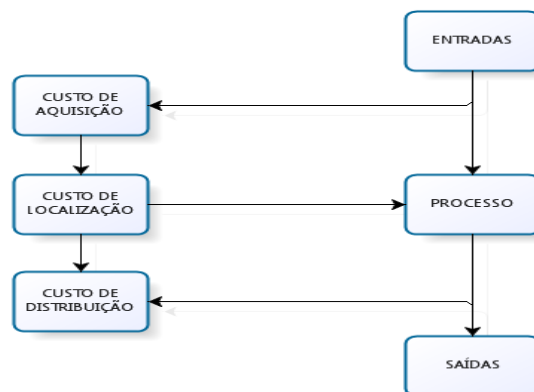 ENTRADAS
CUSTO DE
AQUISIÇÃO
CUSTO DE
LOCALIZAÇÃO
PROCESSO
CUSTO DE
DISTRIBUIÇÃO
SAÍDAS